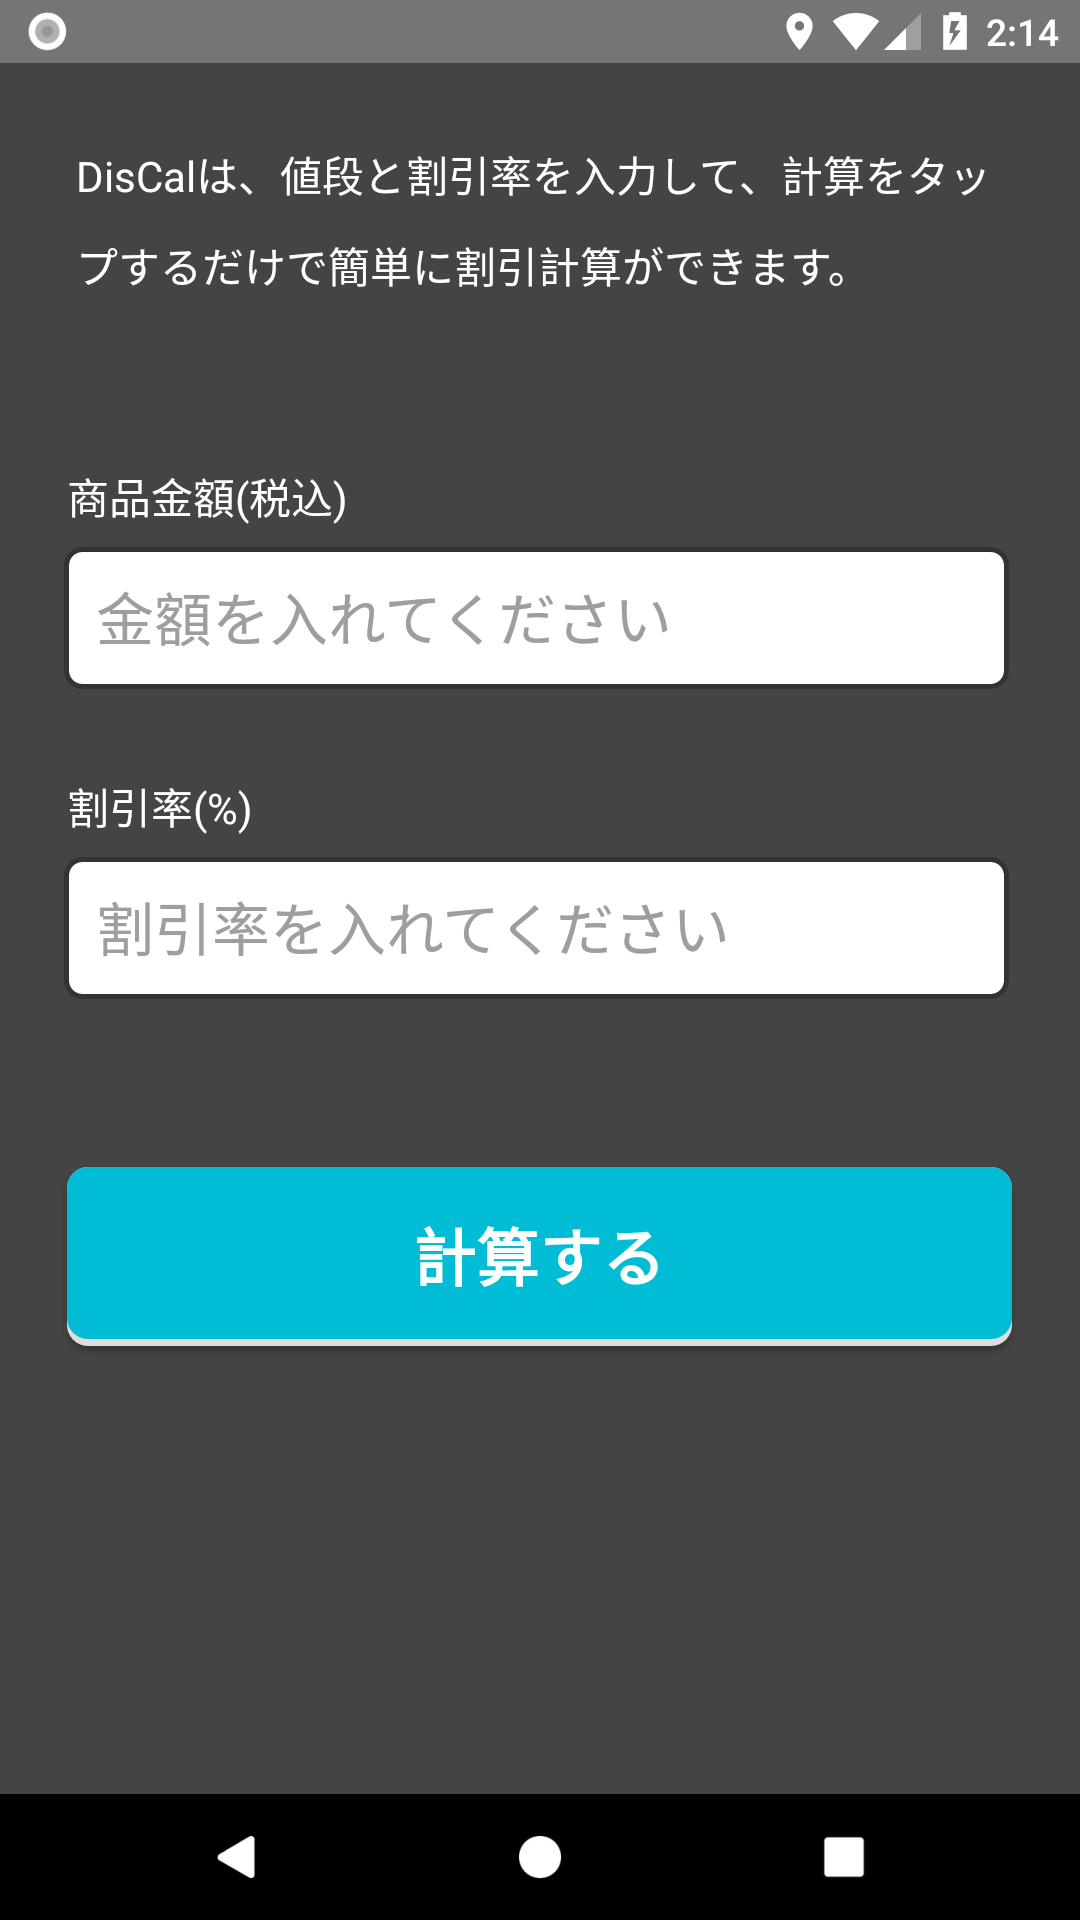 2:14
DisCalは、値段と割引率を入力して、計算をタッ
プするだけで簡単に割引計算ができます。
商品金額(税込)
金額を入れてください
割引率(%)
割引率を入れてください
計算する